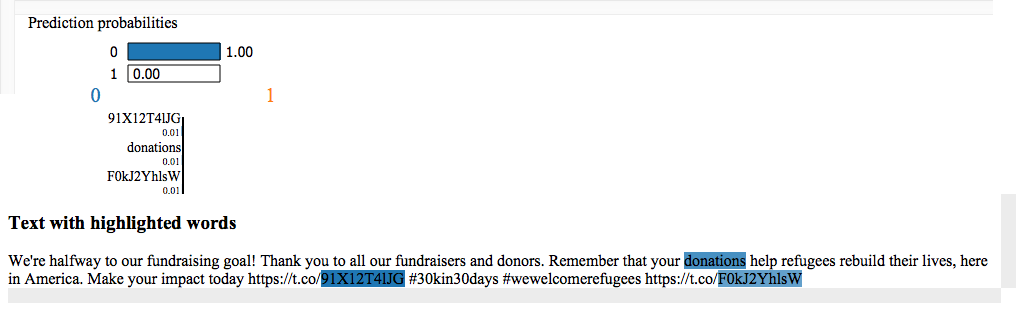 Prediction probabilities
0 1.00
1 0.00
0 1
91X12T4lJG
0.01
donations
0.01
F0kJ2YhlsW
0.01
Text with highlighted words
We're halfway to our fundraising goal! Thank you to all our fundraisers and donors. Remember that your donations help refugees rebuild their lives, here
in America. Make your impact today https://t.co/91X12T4lJG #30kin30days #wewelcomerefugees https://t.co/F0kJ2YhlsW